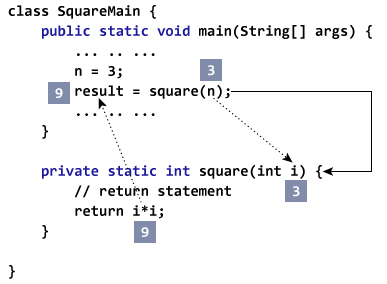 class SquareMain {
public static void main(String[] args) {
... .. ...
n = 3;
3
9
result = square(n);
... .. ...
}
private static int square(int i) {
// return statement
3
return i*i;
}
9
}